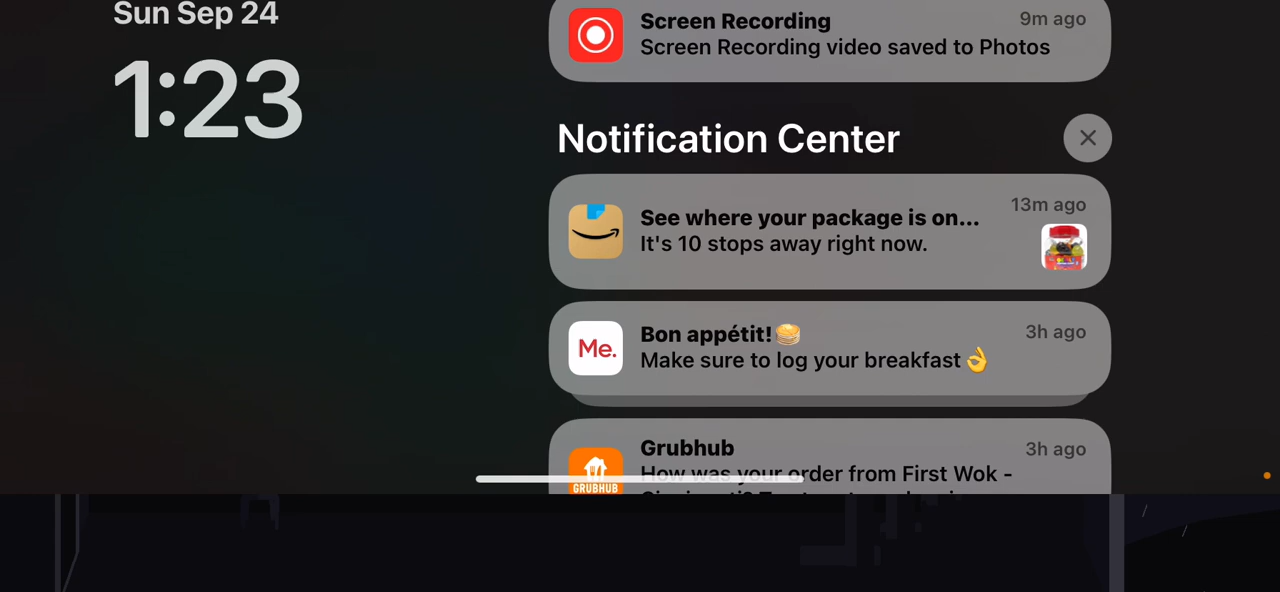 Sun Sep 24
1:23
Screen Recording
9m ago
Screen Recording video saved to Photos
Notification Center
See where your package is on...
13m ago
It's 10 stops away right now.
Me.
Bon appétit!🥞
3h ago
Make sure to log your breakfast 👌
Grubhub
3h ago
How was your order from First Wok -
GRUBHUB